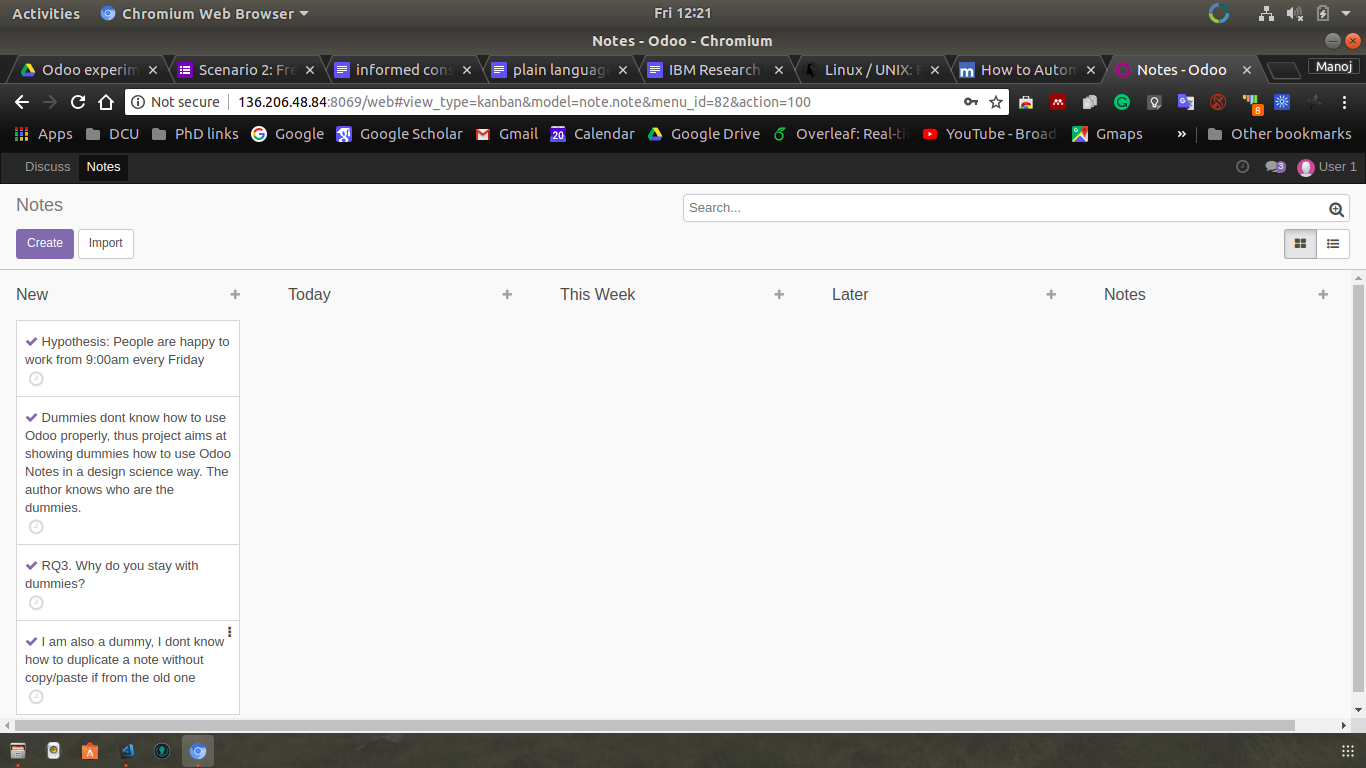 Activities Chromium Web Browser Fri 12:21
Notes - Odoo - Chromium
Odoo experim Scenario 2: Fre informed cons plain language IBM Research Linux / UNIX: How to Autom Notes - Odoo Manoj
Not secure 136.206.48.84:8069/web#view_type=kanban&model=note.note&menu_id=82&action=100 8
Apps DCU PhD links Google Google Scholar Gmail 20 Calendar Google Drive Overleaf: Real-ti YouTube - Broad Gmaps » Other bookmarks
Discuss Notes 3 User 1
Notes Search...
Create Import
New Today This Week Later Notes
Hypothesis: People are happy to
work from 9:00am every Friday
Dummies dont know how to use
Odoo properly, thus project aims at
showing dummies how to use Odoo
Notes in a design science way. The
author knows who are the
dummies.
RQ3. Why do you stay with
dummies?
I am also a dummy, I dont know
how to duplicate a note without
copy/paste if from the old one